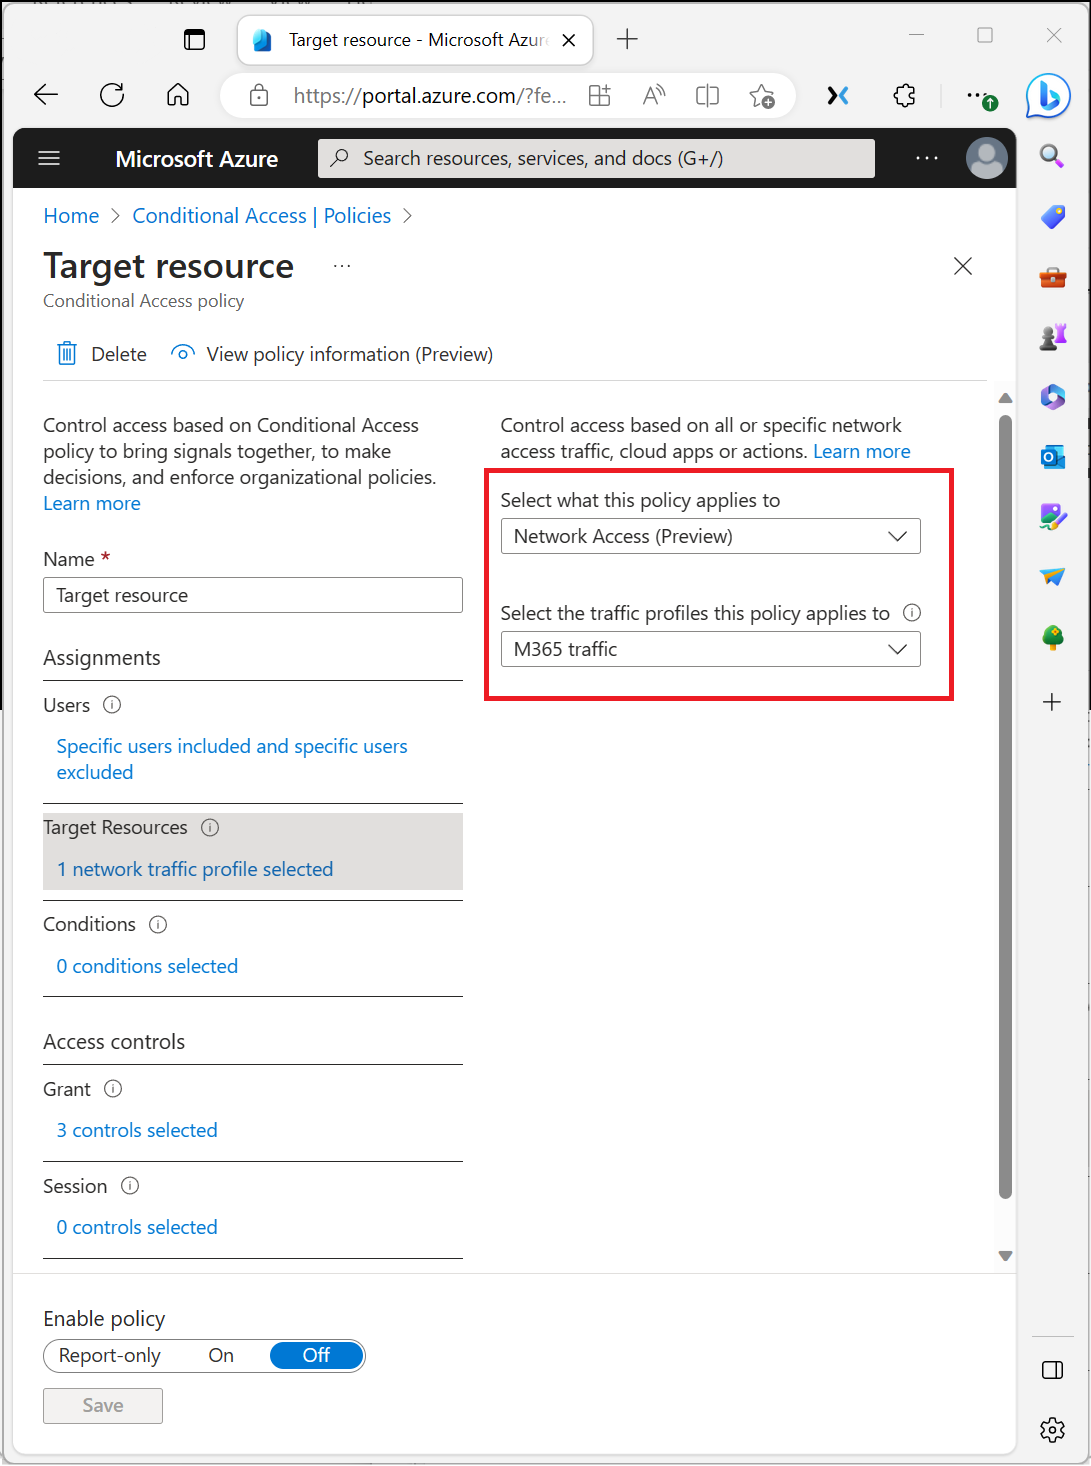 Target resource - Microsoft Azur
https://portal.azure.com/?fe...
Microsoft Azure
Search resources, services, and docs (G+/)
Home > Conditional Access | Policies >
Target resource ...
Conditional Access policy
Delete
View policy information (Preview)
Control access based on Conditional Access
policy to bring signals together, to make
decisions, and enforce organizational policies.
Learn more
Name *
Target resource
Assignments
Users
Specific users included and specific users
excluded
Target Resources
1 network traffic profile selected
Conditions
0 conditions selected
Access controls
Grant
3 controls selected
Session
0 controls selected
Control access based on all or specific network
access traffic, cloud apps or actions. Learn more
Select what this policy applies to
Network Access (Preview)
Select the traffic profiles this policy applies to
M365 traffic
Enable policy
Report-only On Off
Save